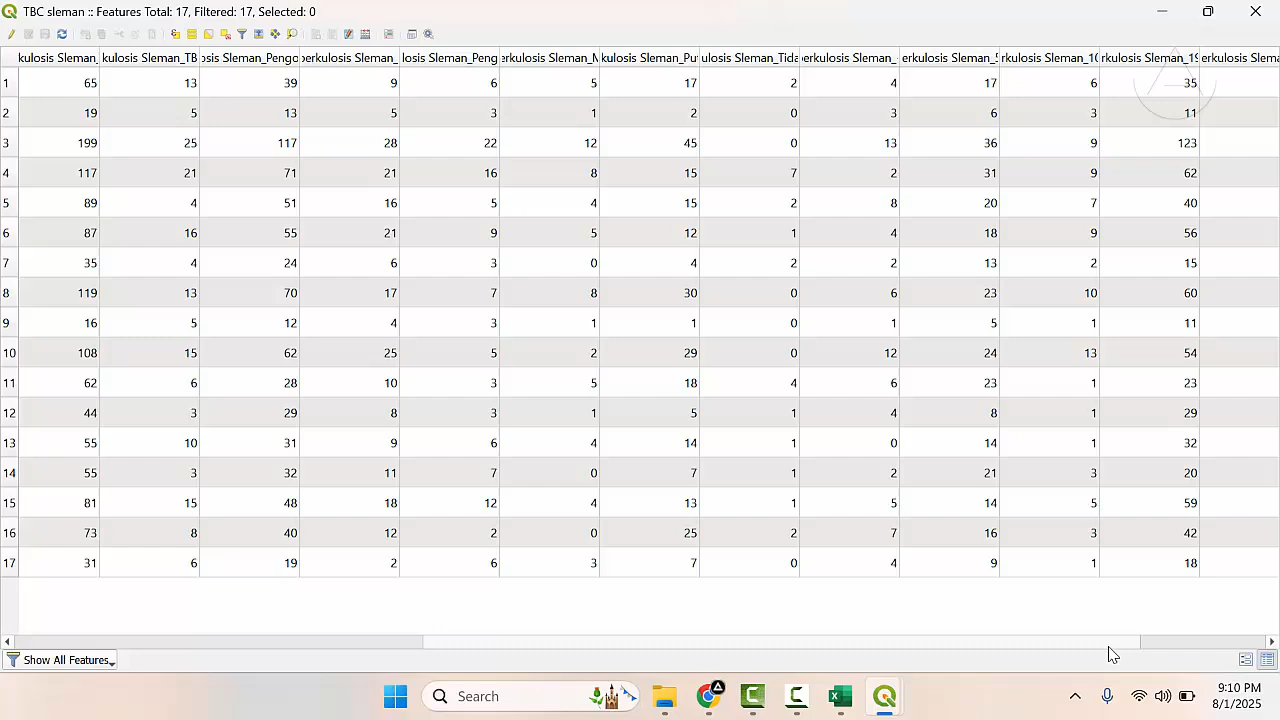 TBC sleman :: Features Total: 17, Filtered: 17, Selected: 0
kulosis Sleman_ kulosis Sleman_TB osis Sleman_Pengo erkulosis Sleman_ losis Sleman_Peng erkulosis Sleman_M kulosis Sleman_Pu ulosis Sleman_Tida erkulosis Sleman_ erkulosis Sleman_5 rkulosis Sleman_10 rkulosis Sleman_19 erkulosis Slema
1 65 13 39 9 6 5 17 2 4 17 6 35
2 19 5 13 5 3 1 2 0 3 6 3 11
3 199 25 117 28 22 12 45 0 13 36 9 123
4 117 21 71 21 16 8 15 7 2 31 9 62
5 89 4 51 16 5 4 15 2 8 20 7 40
6 87 16 55 21 9 5 12 1 4 18 9 56
7 35 4 24 6 3 0 4 2 2 13 2 15
8 119 13 70 17 7 8 30 0 6 23 10 60
9 16 5 12 4 3 1 1 0 1 5 1 11
10 108 15 62 25 5 2 29 0 12 24 13 54
11 62 6 28 10 3 5 18 4 6 23 1 23
12 44 3 29 8 3 1 5 1 4 8 1 29
13 55 10 31 9 6 4 14 1 0 14 1 32
14 55 3 32 11 7 0 7 1 2 21 3 20
15 81 15 48 18 12 4 13 1 5 14 5 59
16 73 8 40 12 2 0 25 2 7 16 3 42
17 31 6 19 2 6 3 7 0 4 9 1 18
Show All Features
Search
9:10 PM
8/1/2025